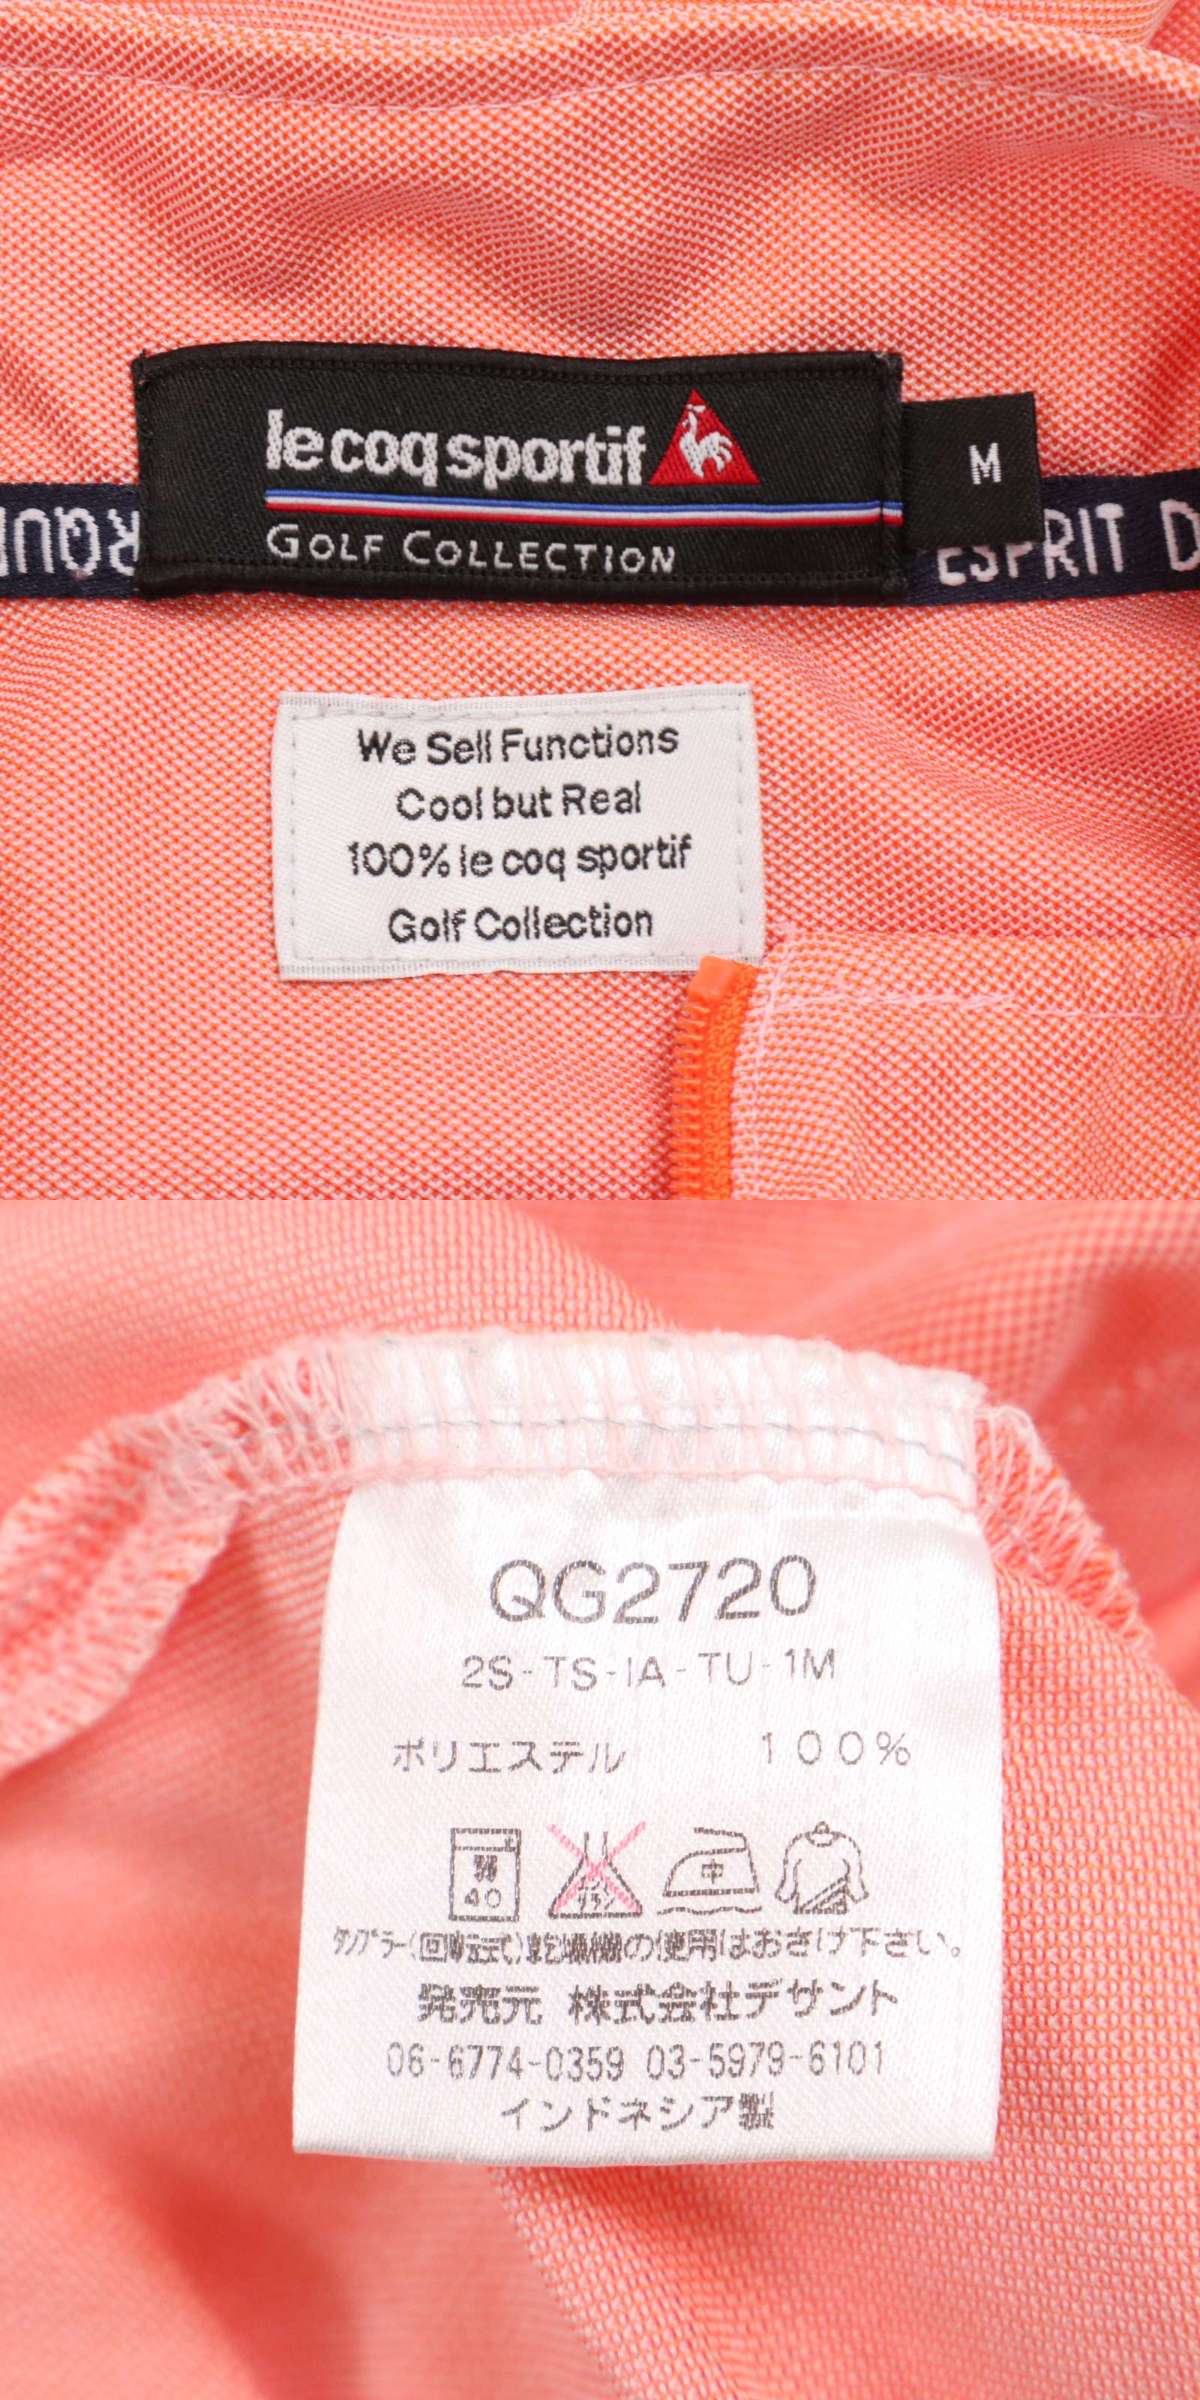 le coq sportif
GOLF COLLECTION
M
ESPRIT D
We Sell Functions
Cool but Real
100% le coq sportif
Golf Collection
QG2720
2S-TS-IA-TU-1M
ポリエステル 100%
40
中
タンブラー(回転式)乾燥機の使用はおさけ下さい。
発売元 株式会社デサント
06-6774-0359 03-5979-6101
インドネシア製